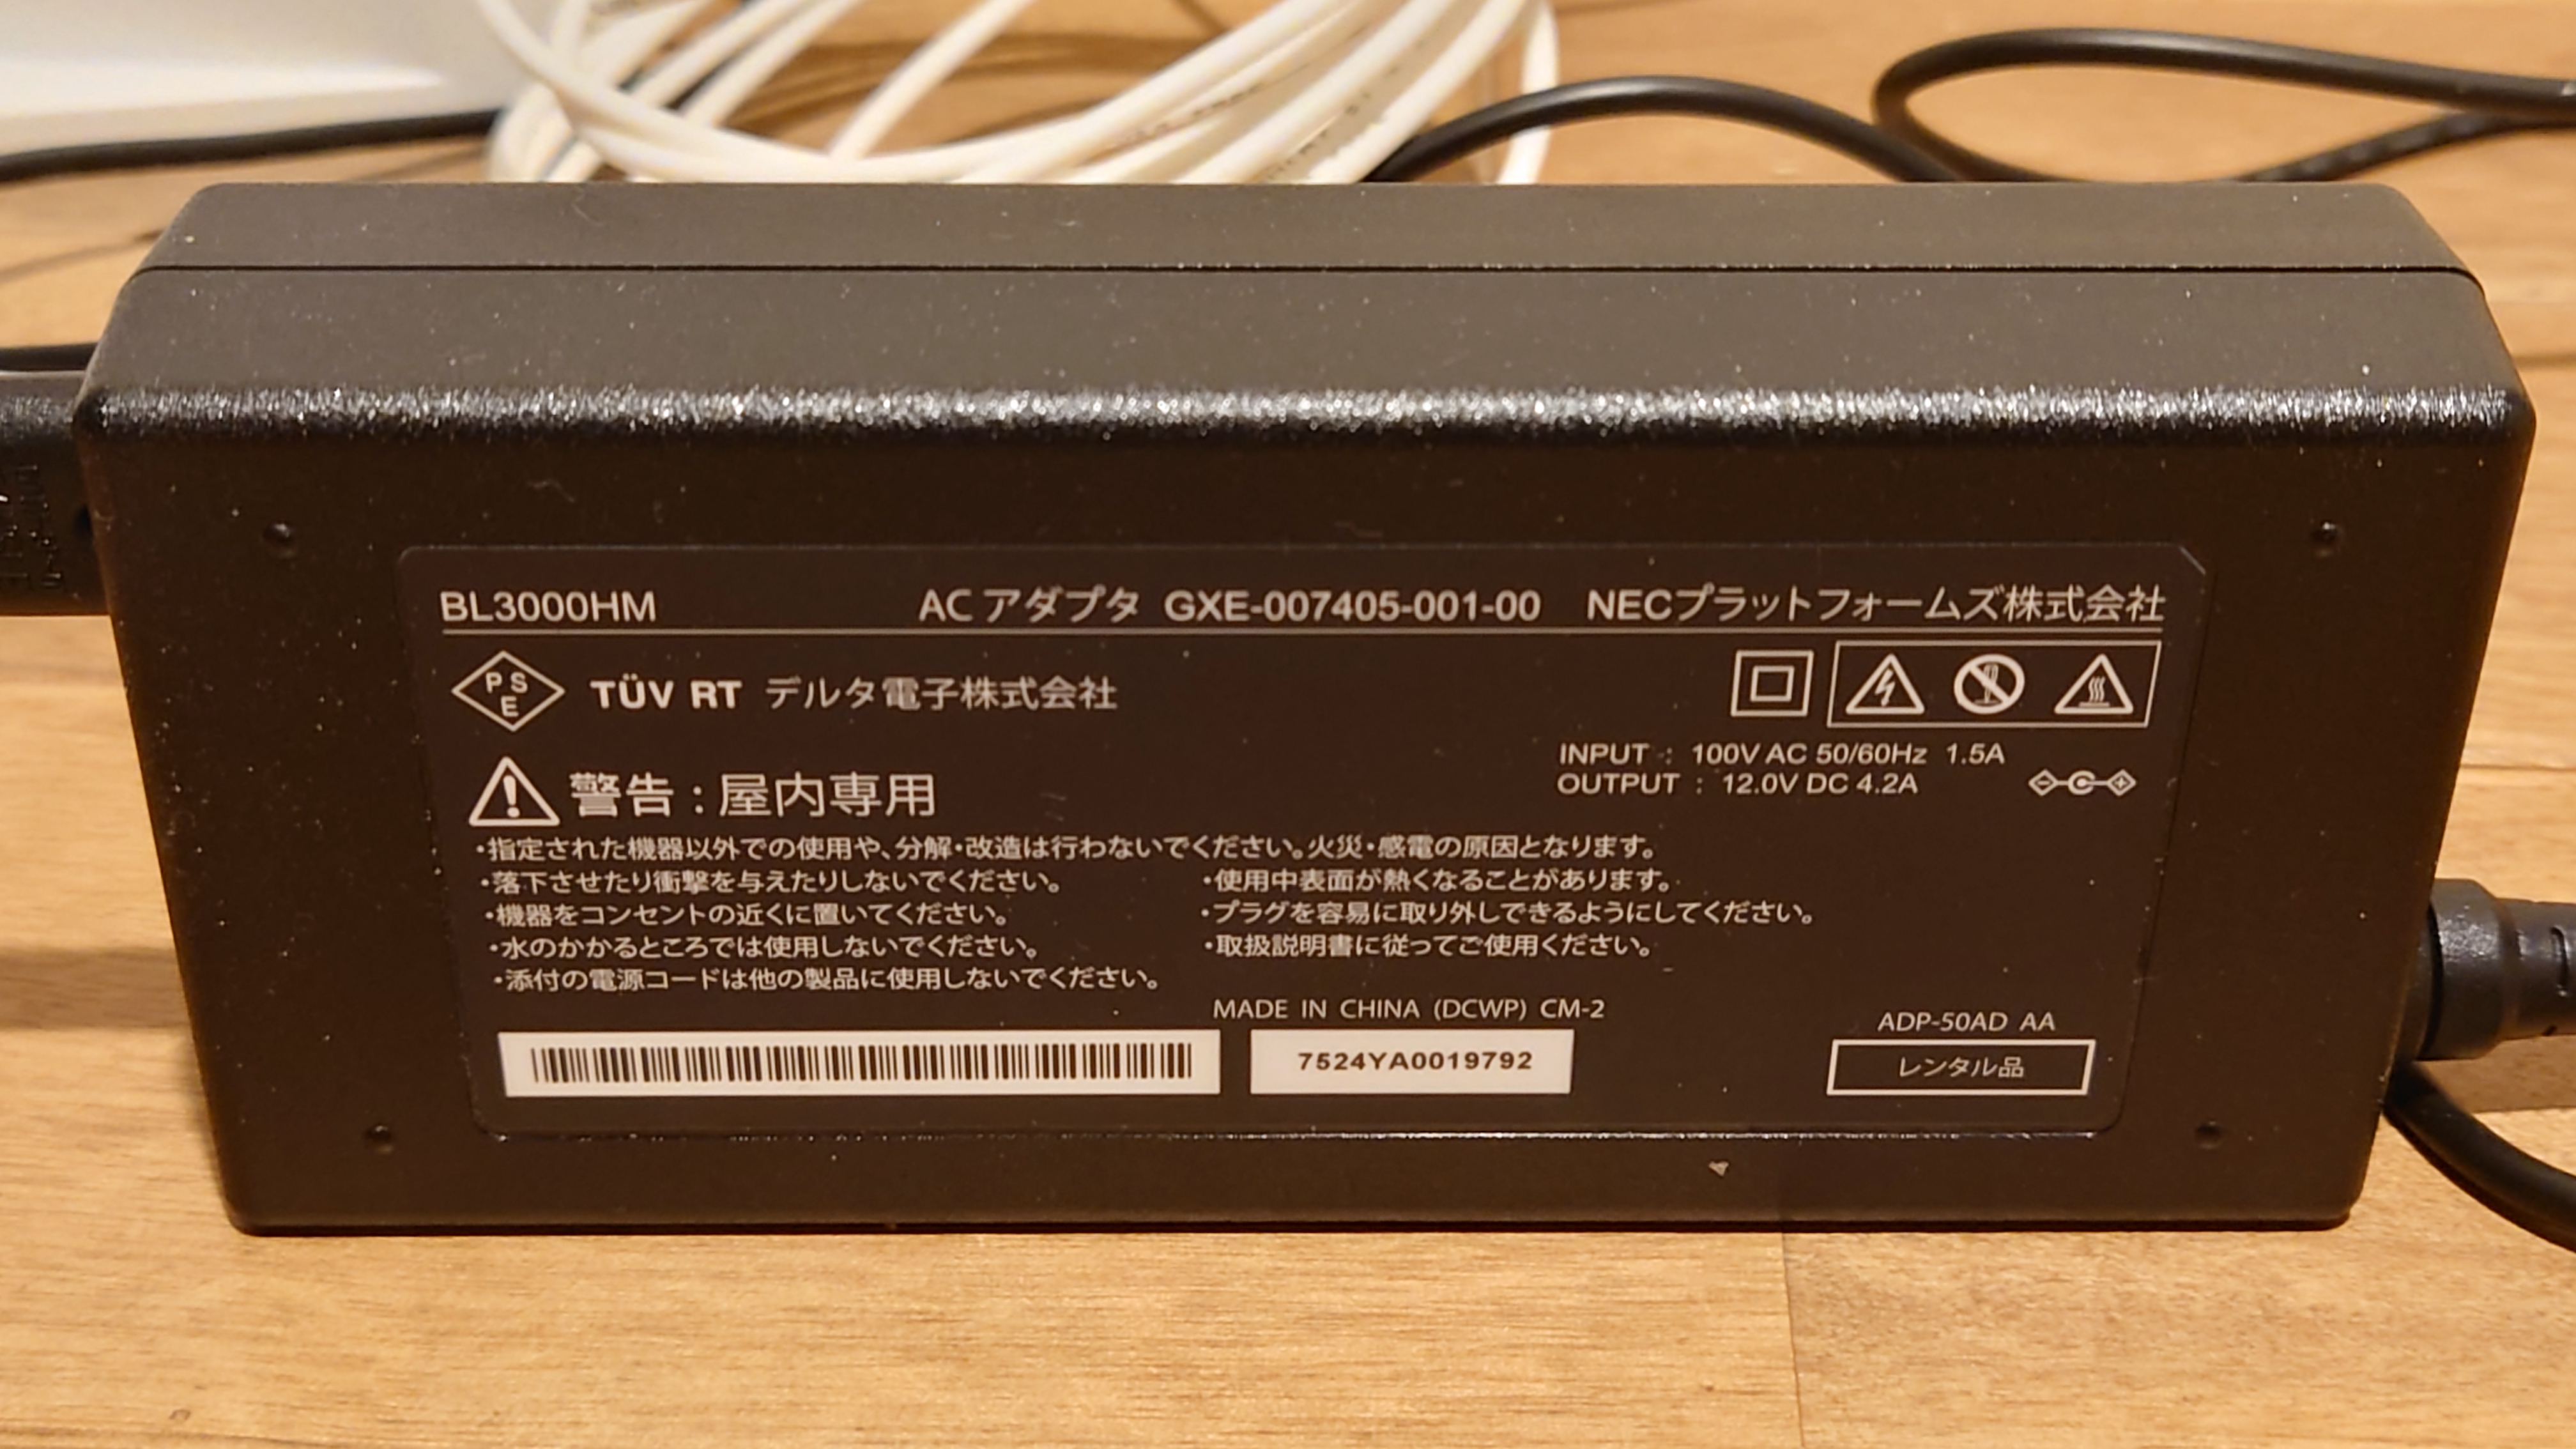 BL3000HM ACアダプタ GXE-007405-001-00 NECプラットフォームズ株式会社
PSE TÜV RT デルタ電子株式会社
警告:屋内専用
INPUT : 100V AC 50/60Hz 1.5A
OUTPUT : 12.0V DC 4.2A
・指定された機器以外での使用や、分解・改造は行わないでください。火災・感電の原因となります。
・落下させたり衝撃を与えたりしないでください。
・機器をコンセントの近くに置いてください。
・水のかかるところでは使用しないでください。
・添付の電源コードは他の製品に使用しないでください。
・使用中表面が熱くなることがあります。
・プラグを容易に取り外しできるようにしてください。
・取扱説明書に従ってご使用ください。
MADE IN CHINA (DCWP) CM-2
7524YA0019792
ADP-50AD AA
レンタル品